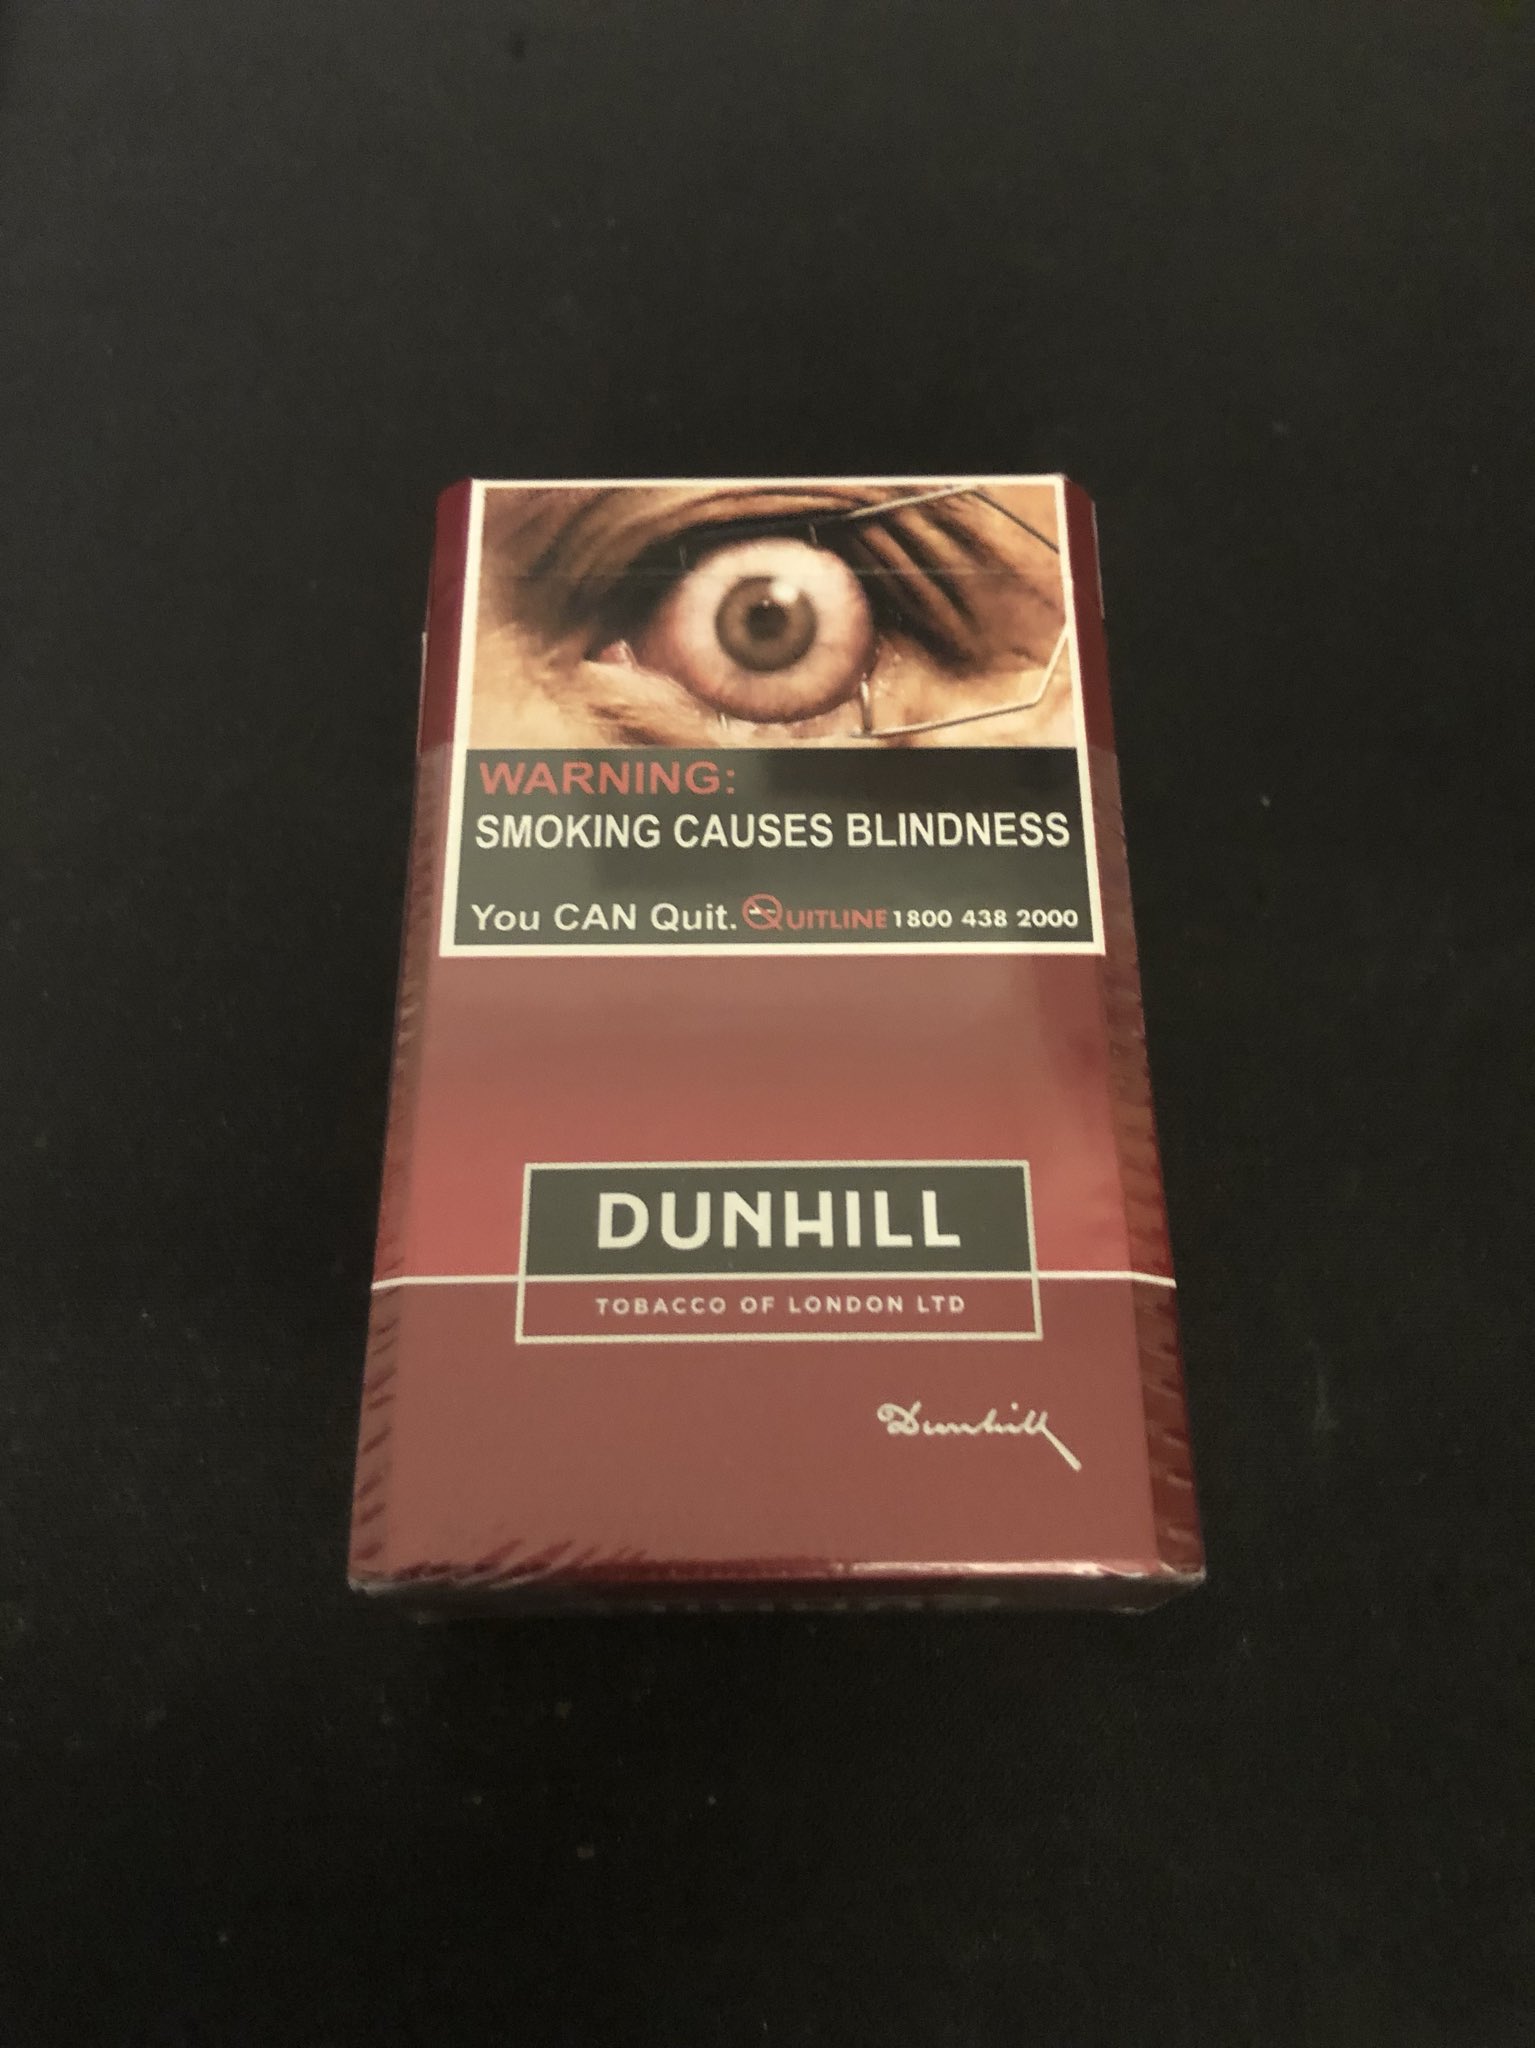 WARNING:
SMOKING CAUSES BLINDNESS
You CAN Quit. QUITLINE 1800 438 2000
DUNHILL
TOBACCO OF LONDON LTD
Dunhill